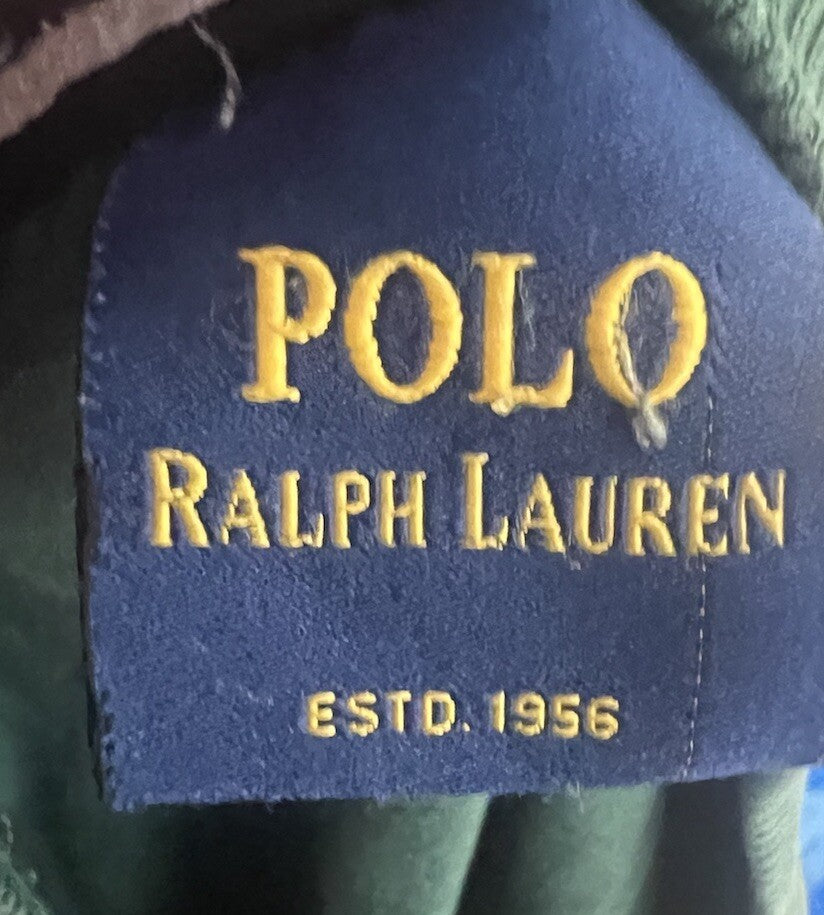 POLO
RALPH LAUREN
ESTD. 1956